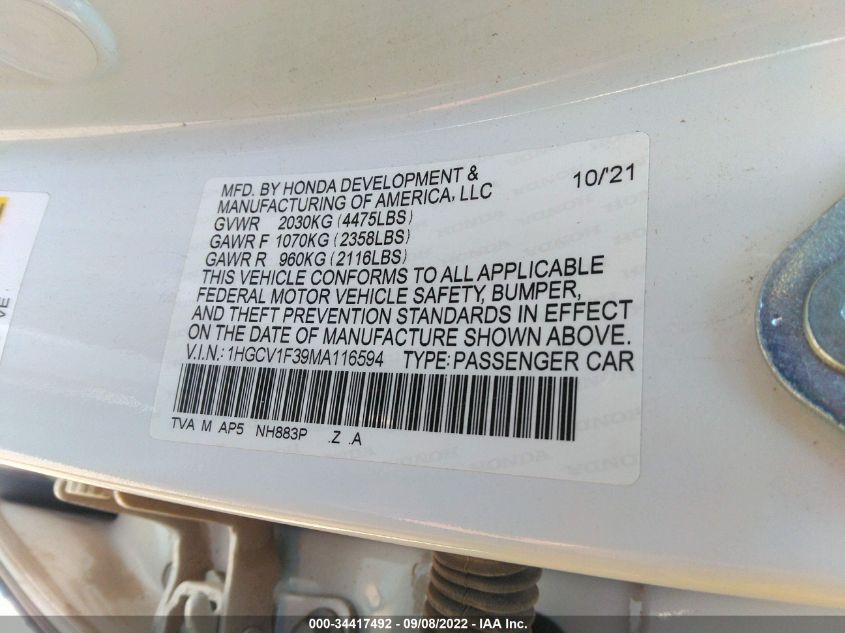 MFD. BY HONDA DEVELOPMENT & 10/'21
MANUFACTURING OF AMERICA, LLC
GVWR 2030KG (4475LBS)
GAWR F 1070KG (2358LBS)
GAWR R 960KG (2116LBS)
THIS VEHICLE CONFORMS TO ALL APPLICABLE
FEDERAL MOTOR VEHICLE SAFETY, BUMPER,
AND THEFT PREVENTION STANDARDS IN EFFECT
ON THE DATE OF MANUFACTURE SHOWN ABOVE.
V.I.N.: 1HGCV1F39MA116594 TYPE: PASSENGER CAR
TVA M AP5 NH883P .Z .A
HONDA HONDA HONDA
000-34417492 - 09/08/2022 - IAA Inc.